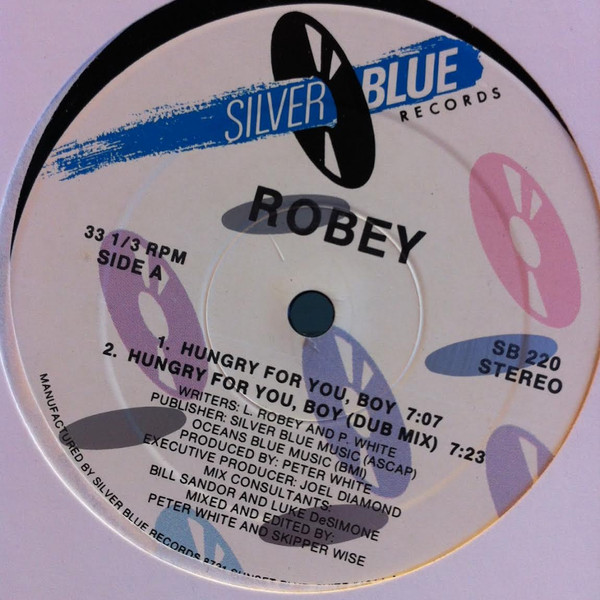 SILVER BLUE
RECORDS
ROBEY
33 1/3 RPM
SIDE A
SB 220
STEREO
1. HUNGRY FOR YOU, BOY 7:07
2. HUNGRY FOR YOU, BOY (DUB MIX) 7:23
WRITERS: L. ROBEY AND P. WHITE
PUBLISHER: SILVER BLUE MUSIC (ASCAP)
OCEANS BLUE MUSIC (BMI)
PRODUCED BY: PETER WHITE
EXECUTIVE PRODUCER: JOEL DIAMOND
MIX CONSULTANTS:
BILL SANDOR AND LUKE DeSIMONE
MIXED AND EDITED BY:
PETER WHITE AND SKIPPER WISE
MANUFACTURED BY SILVER BLUE RECORDS